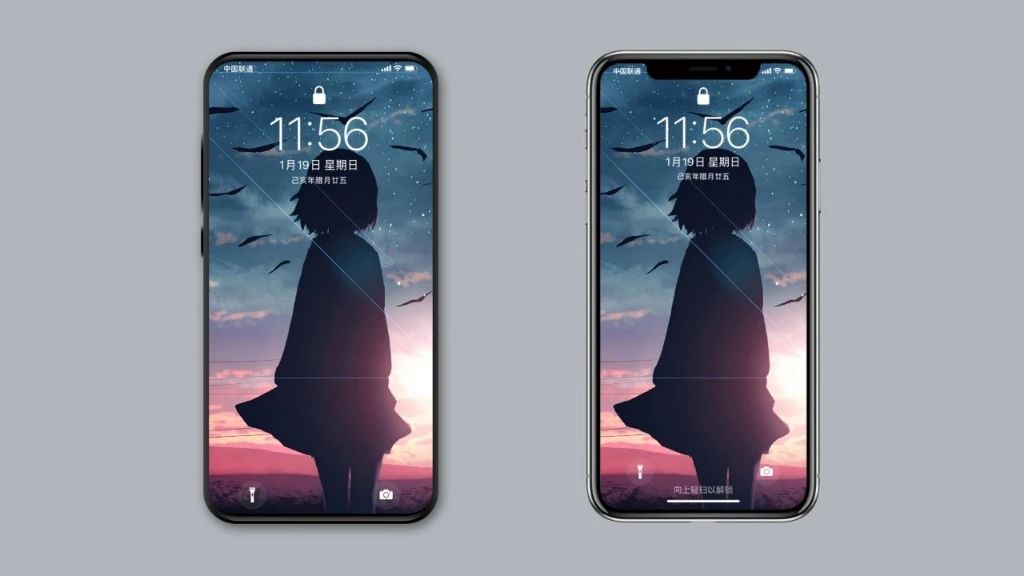 中国联通
11:56
1月19日 星期日
己亥年腊月廿五
中国联通
11:56
1月19日 星期日
己亥年腊月廿五
向上轻扫以解锁